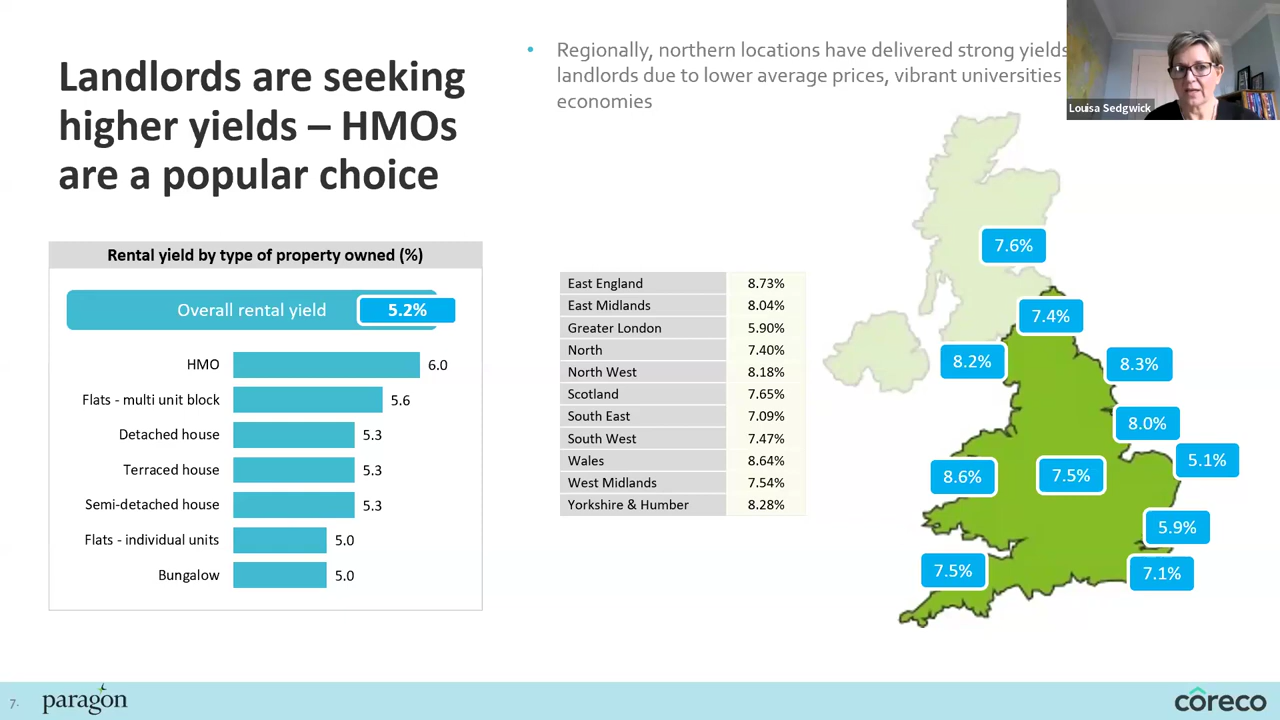 Landlords are seeking
higher yields – HMOs
are a popular choice
• Regionally, northern locations have delivered strong yields
landlords due to lower average prices, vibrant universities
economies
Louisa Sedgwick
Rental yield by type of property owned (%)
Overall rental yield 5.2%
HMO 6.0
Flats - multi unit block 5.6
Detached house 5.3
Terraced house 5.3
Semi-detached house 5.3
Flats - individual units 5.0
Bungalow 5.0
East England 8.73%
East Midlands 8.04%
Greater London 5.90%
North 7.40%
North West 8.18%
Scotland 7.65%
South East 7.09%
South West 7.47%
Wales 8.64%
West Midlands 7.54%
Yorkshire & Humber 8.28%
7.6%
7.4%
8.2%
8.3%
8.0%
5.1%
8.6%
7.5%
5.9%
7.5%
7.1%
7
paragon
coreco